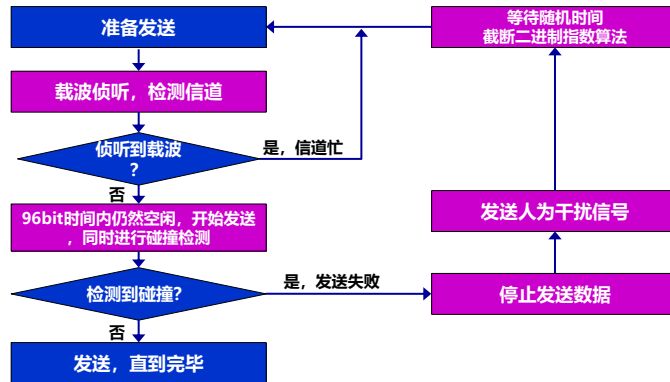 准备发送
等待随机时间
截断二进制指数算法
载波侦听，检测信道
侦听到载波
？
是，信道忙
否
96bit时间内仍然空闲，开始发送
，同时进行碰撞检测
发送人为干扰信号
检测到碰撞？
是，发送失败
停止发送数据
否
发送，直到完毕